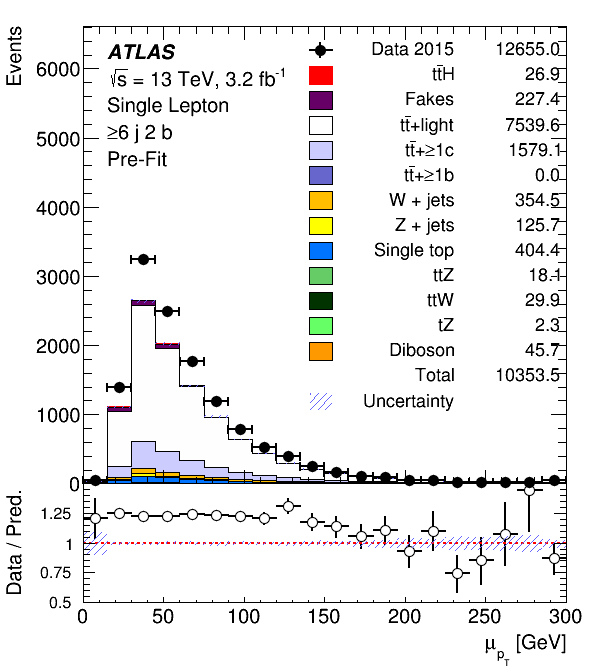 Events
6000
5000
4000
3000
2000
1000
0
ATLAS
√s = 13 TeV, 3.2 fb⁻¹
Single Lepton
≥6 j 2 b
Pre-Fit
Data 2015 12655.0
tt̄H 26.9
Fakes 227.4
tt̄+light 7539.6
tt̄+≥1c 1579.1
tt̄+≥1b 0.0
W + jets 354.5
Z + jets 125.7
Single top 404.4
ttZ 18.1
ttW 29.9
tZ 2.3
Diboson 45.7
Total 10353.5
Uncertainty
Data / Pred.
1.25
1
0.75
0.5
0 50 100 150 200 250 300
μ_pT [GeV]